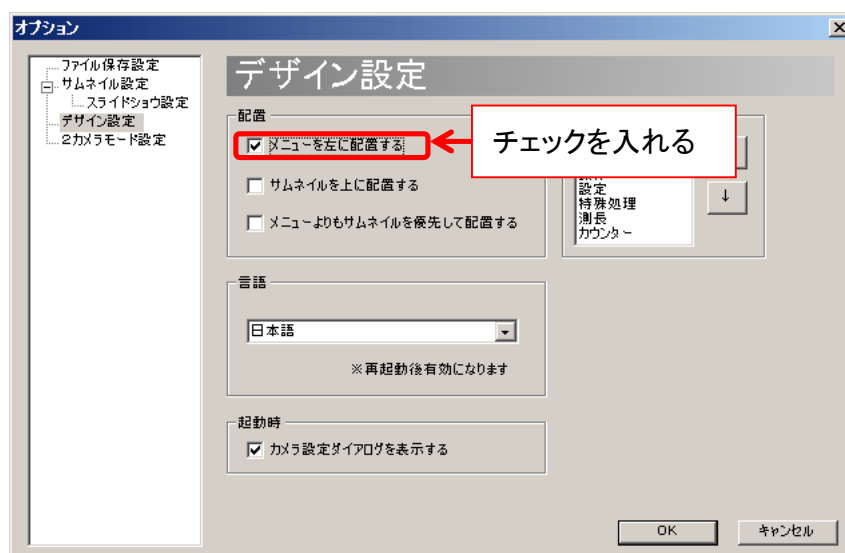 オプション
ファイル保存設定
サムネイル設定
スライドショウ設定
デザイン設定
2カメラモード設定
デザイン設定
配置
メニューを左に配置する
チェックを入れる
サムネイルを上に配置する
メニューよりもサムネイルを優先して配置する
設定
特殊処理
測長
カウンター
↓
言語
日本語
※再起動後有効になります
起動時
カメラ設定ダイアログを表示する
OK
キャンセル